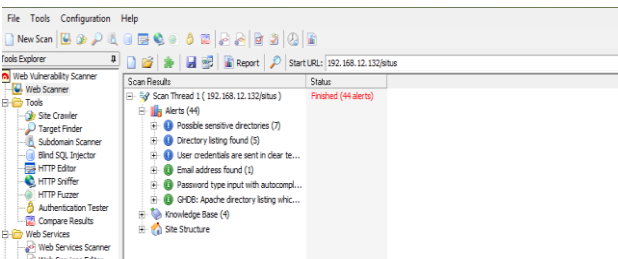 File Tools Configuration Help
New Scan Report Start URL: 192.168.12.132/situs
Tools Explorer
Web Vulnerability Scanner
Web Scanner
Tools
Site Crawler
Target Finder
Subdomain Scanner
Blind SQL Injector
HTTP Editor
HTTP Sniffer
HTTP Fuzzer
Authentication Tester
Compare Results
Web Services
Web Services Scanner
Web Services Editor
Scan Results Status
Scan Thread 1 ( 192.168.12.132/situs ) Finished (44 alerts)
Alerts (44)
Possible sensitive directories (7)
Directory listing found (5)
User credentials are sent in clear te...
Email address found (1)
Password type input with autocompl...
GHDB: Apache directory listing whic...
Knowledge Base (4)
Site Structure